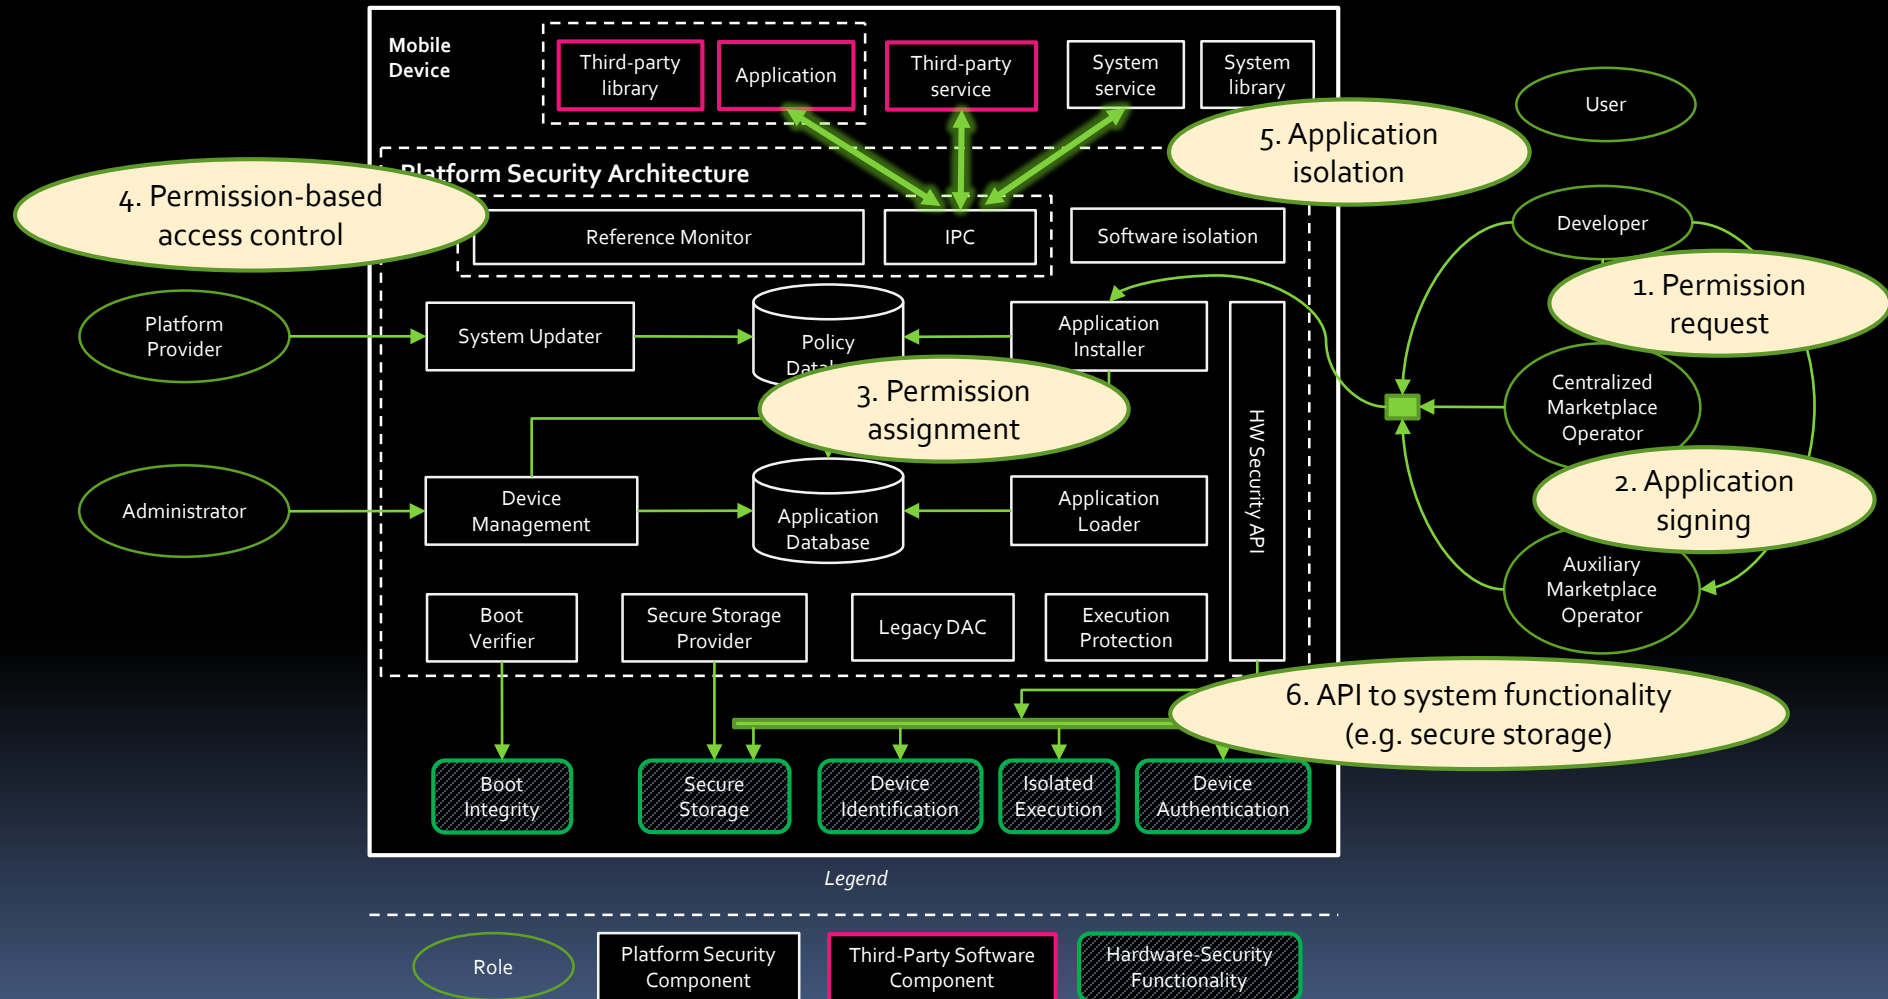 Mobile
Device
Third-party
library
Application
Third-party
service
System
service
System
library
User
5. Application
isolation
Platform Security Architecture
4. Permission-based
access control
Reference Monitor
IPC
Software isolation
Developer
1. Permission
request
Platform
Provider
System Updater
Policy
Application
Installer
3. Permission
assignment
Centralized
Marketplace
Operator
HW Security API
2. Application
signing
Administrator
Device
Management
Application
Database
Application
Loader
Auxiliary
Marketplace
Operator
Boot
Verifier
Secure Storage
Provider
Legacy DAC
Execution
Protection
6. API to system functionality
(e.g. secure storage)
Boot
Integrity
Secure
Storage
Device
Identification
Isolated
Execution
Device
Authentication
Legend
Role
Platform Security
Component
Third-Party Software
Component
Hardware-Security
Functionality